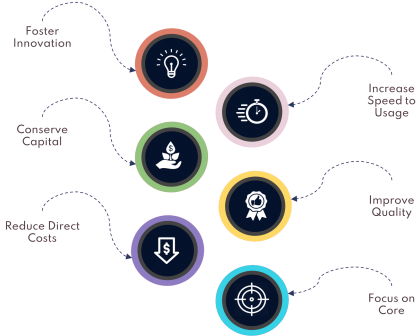 Foster
Innovation
Increase
Speed to
Usage
Conserve
Capital
Improve
Quality
Reduce Direct
Costs
Focus on
Core